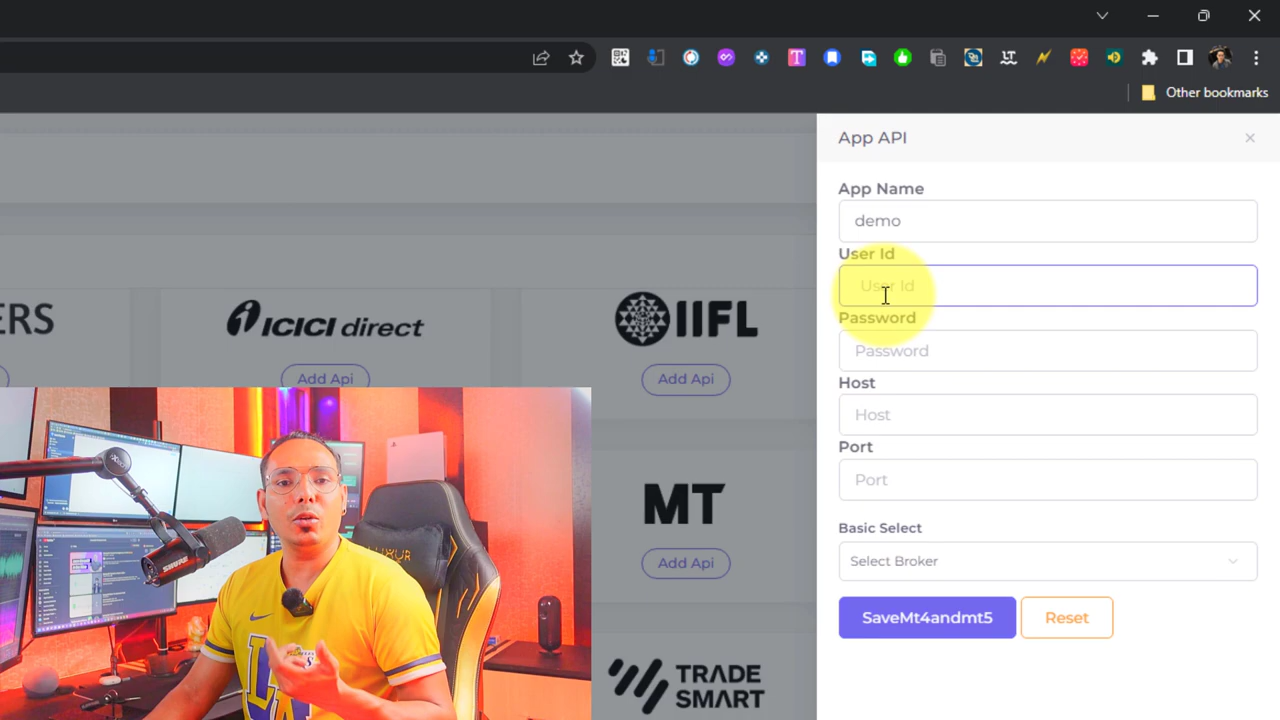 Other bookmarks
App API
App Name
demo
User Id
User Id
Password
Password
Host
Host
Port
Port
Basic Select
Select Broker
SaveMt4andmt5
Reset
ERS
ICICI direct
IIFL
Add Api
Add Api
MT
Add Api
TRADE
SMART
SHURE